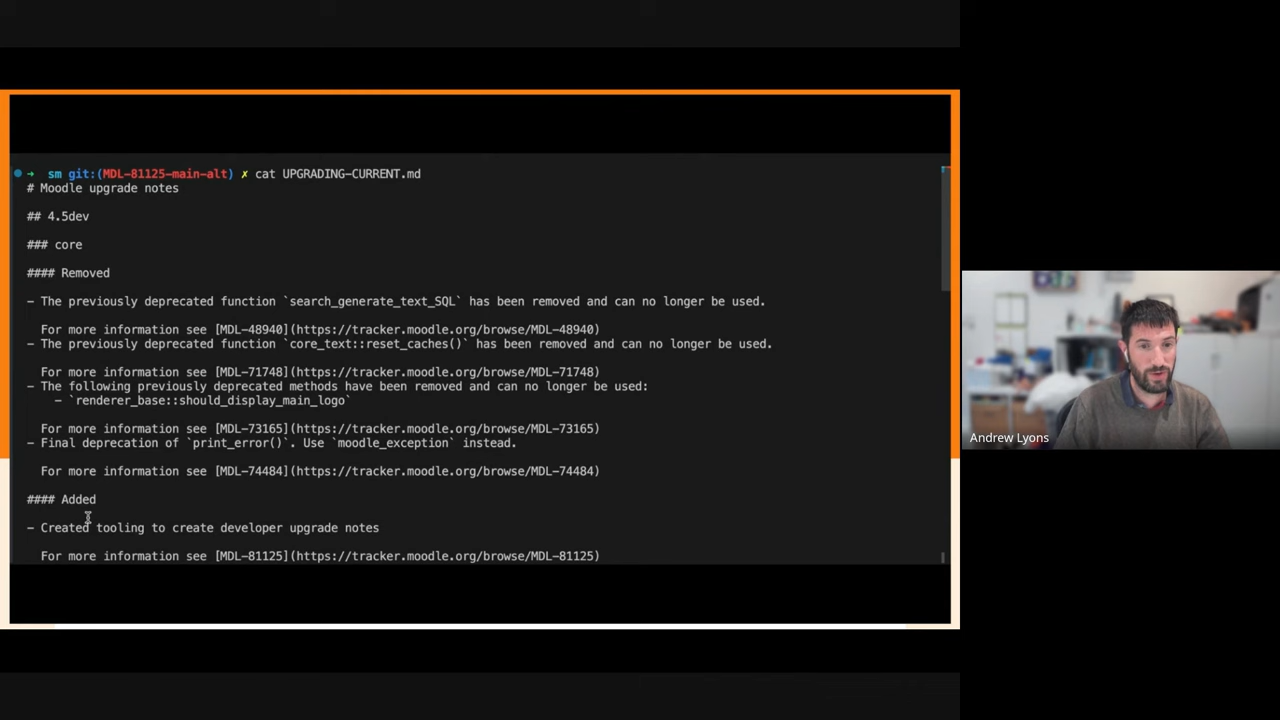 → sm git:(MDL-81125-main-alt) ✗ cat UPGRADING-CURRENT.md
# Moodle upgrade notes
## 4.5dev
### core
#### Removed
- The previously deprecated function `search_generate_text_SQL` has been removed and can no longer be used.
For more information see [MDL-48940](https://tracker.moodle.org/browse/MDL-48940)
- The previously deprecated function `core_text::reset_caches()` has been removed and can no longer be used.
For more information see [MDL-71748](https://tracker.moodle.org/browse/MDL-71748)
- The following previously deprecated methods have been removed and can no longer be used:
- `renderer_base::should_display_main_logo`
For more information see [MDL-73165](https://tracker.moodle.org/browse/MDL-73165)
- Final deprecation of `print_error()`. Use `moodle_exception` instead.
For more information see [MDL-74484](https://tracker.moodle.org/browse/MDL-74484)
#### Added
- Created tooling to create developer upgrade notes
For more information see [MDL-81125](https://tracker.moodle.org/browse/MDL-81125)
Andrew Lyons